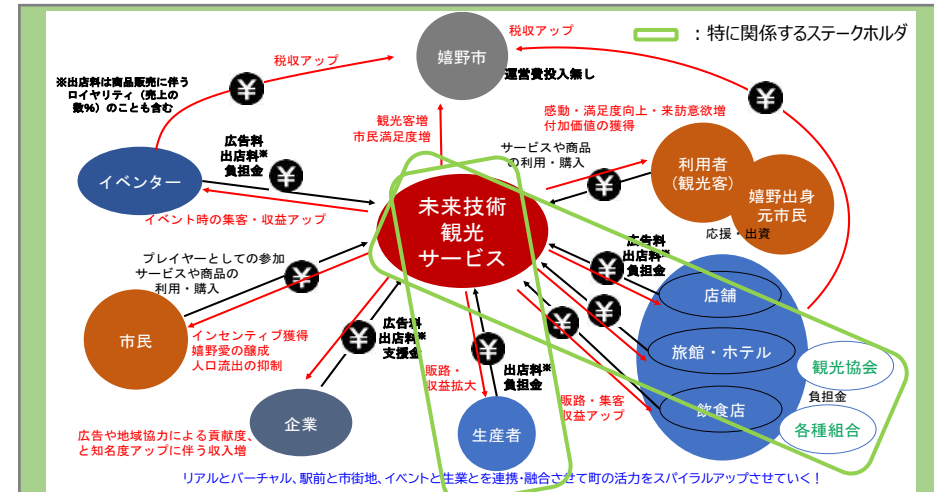 ：特に関係するステークホルダ
税収アップ
嬉野市
税収アップ
運営費投入無し
※出店料は商品販売に伴う
ロイヤリティ（売上の
数%）のことも含む
¥
¥
観光客増
市民満足度増
感動・満足度向上・来訪意欲増
付加価値の獲得
サービスや商品
の利用・購入
利用者
（観光客）
嬉野出身
元市民
応援・出資
広告料
出店料※
負担金
¥
¥
イベンター
イベント時の集客・収益アップ
未来技術
観光
サービス
プレイヤーとしての参加
サービスや商品の
利用・購入
¥
市民
インセンティブ獲得
嬉野愛の醸成
人口流出の抑制
広告料
出店料※
支援金
¥
企業
広告や地域協力による貢献度、
と知名度アップに伴う収入増
販路・
収益拡大
¥
出店料※
負担金
生産者
広告料
出店料※
負担金
¥
¥
¥
販路・集客
収益アップ
店舗
旅館・ホテル
飲食店
観光協会
負担金
各種組合
リアルとバーチャル、駅前と市街地、イベントと生業とを連携・融合させて町の活力をスパイラルアップさせていく！